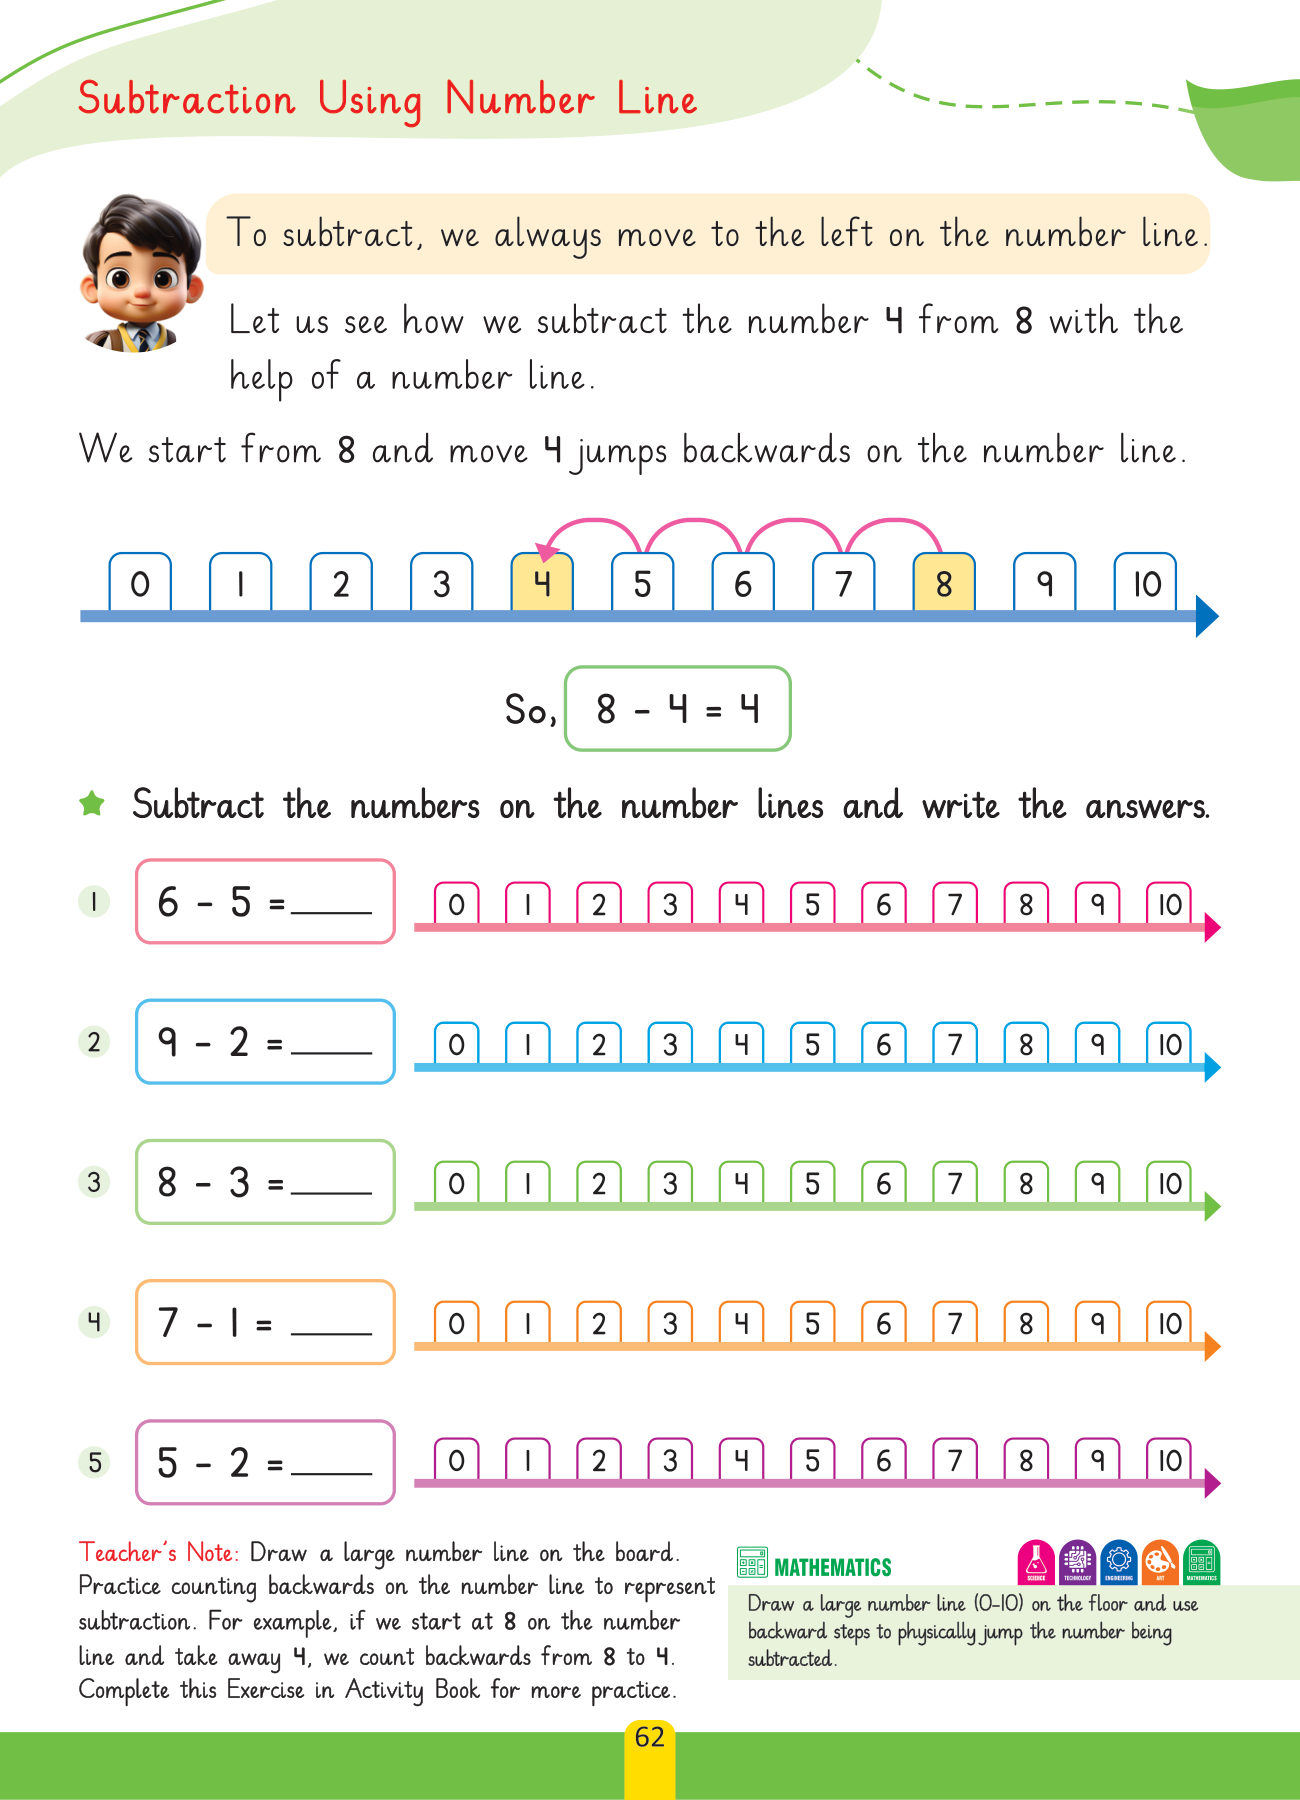 Subtraction Using Number Line
To subtract, we always move to the left on the number line.
Let us see how we subtract the number 4 from 8 with the
help of a number line.
We start from 8 and move 4 jumps backwards on the number line.
0 1 2 3 4 5 6 7 8 9 10
So, 8 - 4 = 4
Subtract the numbers on the number lines and write the answers.
1 6 - 5 = ____ 0 1 2 3 4 5 6 7 8 9 10
2 9 - 2 = ____ 0 1 2 3 4 5 6 7 8 9 10
3 8 - 3 = ____ 0 1 2 3 4 5 6 7 8 9 10
4 7 - 1 = ____ 0 1 2 3 4 5 6 7 8 9 10
5 5 - 2 = ____ 0 1 2 3 4 5 6 7 8 9 10
Teacher's Note: Draw a large number line on the board.
Practice counting backwards on the number line to represent
subtraction. For example, if we start at 8 on the number
line and take away 4, we count backwards from 8 to 4.
Complete this Exercise in Activity Book for more practice.
MATHEMATICS
SCIENCE TECHNOLOGY ENGINEERING ART MATHEMATICS
Draw a large number line (0-10) on the floor and use
backward steps to physically jump the number being
subtracted.
62